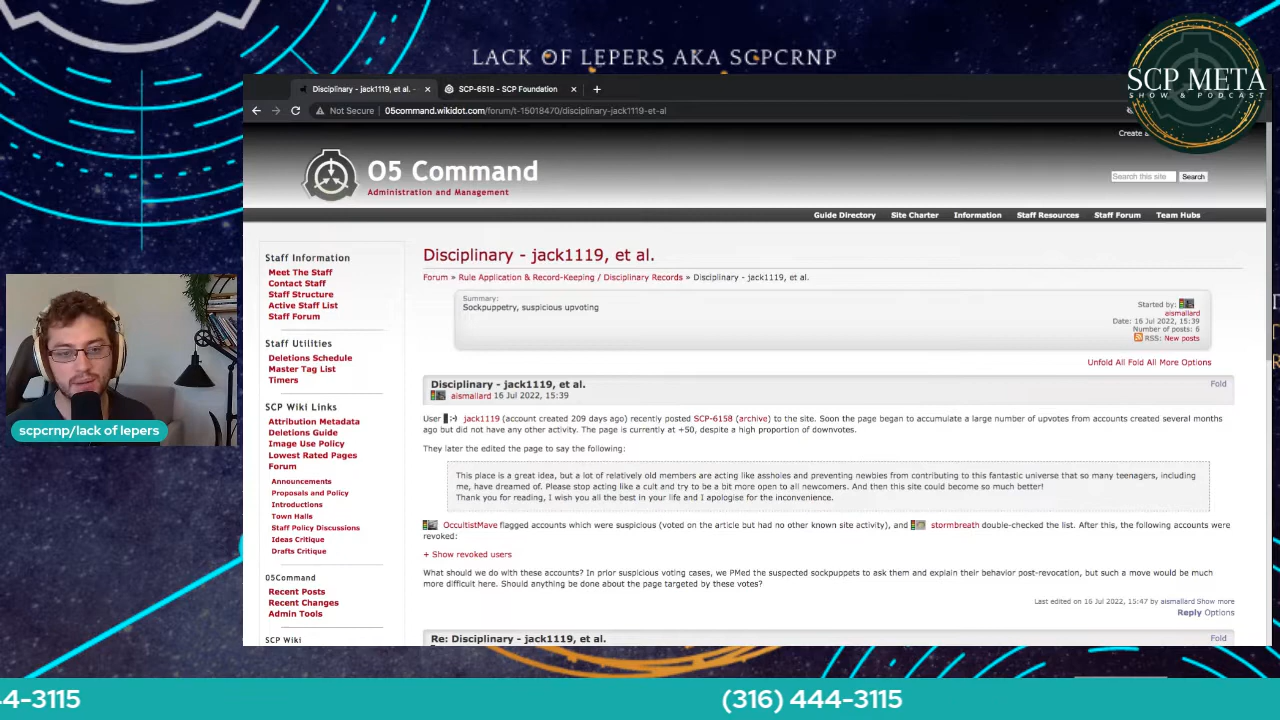 LACK OF LEPERS AKA SCPCRNP
SCP META
SHOW & PODCAST
Disciplinary - jack1119, et al. -
SCP-6518 - SCP Foundation
Not Secure
05command.wikidot.com/forum/t-15018470/disciplinary-jack1119-et-al
Create
O5 Command
Administration and Management
Search this site
Search
Guide Directory
Site Charter
Information
Staff Resources
Staff Forum
Team Hubs
Staff Information
Meet The Staff
Contact Staff
Staff Structure
Active Staff List
Staff Forum
Staff Utilities
Deletions Schedule
Master Tag List
Timers
SCP Wiki Links
Attribution Metadata
Deletions Guide
Image Use Policy
Lowest Rated Pages
Forum
Announcements
Proposals and Policy
Introductions
Town Halls
Staff Policy Discussions
Ideas Critique
Drafts Critique
05Command
Recent Posts
Recent Changes
Admin Tools
SCP Wiki
Disciplinary - jack1119, et al.
Forum » Rule Application & Record-Keeping / Disciplinary Records » Disciplinary - jack1119, et al.
Summary:
Sockpuppetry, suspicious upvoting
Started by:
aismallard
Date: 16 Jul 2022, 15:39
Number of posts: 6
RSS: New posts
Unfold All Fold All More Options
Disciplinary - jack1119, et al.
Fold
aismallard 16 Jul 2022, 15:39
User jack1119 (account created 209 days ago) recently posted SCP-6158 (archive) to the site. Soon the page began to accumulate a large number of upvotes from accounts created several months
ago but did not have any other activity. The page is currently at +50, despite a high proportion of downvotes.
They later the edited the page to say the following:
This place is a great idea, but a lot of relatively old members are acting like assholes and preventing newbies from contributing to this fantastic universe that so many teenagers, including
me, have dreamed of. Please stop acting like a cult and try to be a bit more open to all newcomers. And then this site could become so much better!
Thank you for reading, I wish you all the best in your life and I apologise for the inconvenience.
OccultistMave flagged accounts which were suspicious (voted on the article but had no other known site activity), and stormbreath double-checked the list. After this, the following accounts were
revoked:
+ Show revoked users
What should we do with these accounts? In prior suspicious voting cases, we PMed the suspected sockpuppets to ask them and explain their behavior post-revocation, but such a move would be much
more difficult here. Should anything be done about the page targeted by these votes?
Last edited on 16 Jul 2022, 15:47 by aismallard Show more
Reply Options
Re: Disciplinary - jack1119, et al.
Fold
scpcrnp/lack of lepers
44-3115
(316) 444-3115